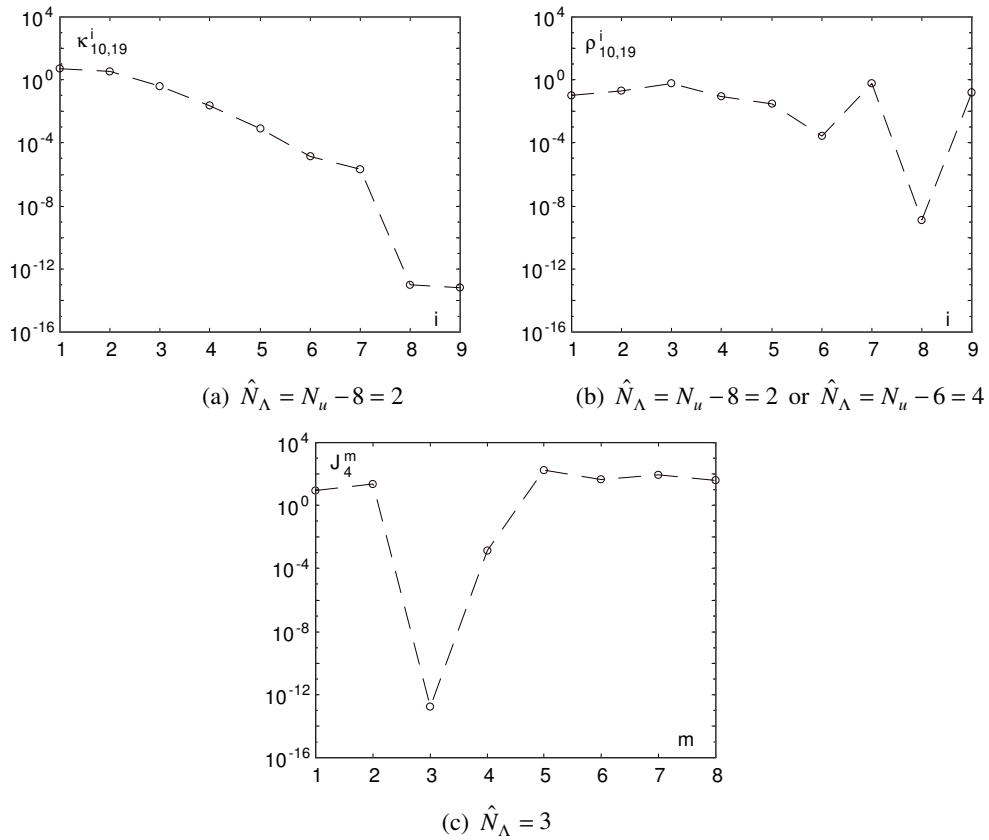 10^4
κ^i_{10,19}
10^0
10^{-4}
10^{-8}
10^{-12}
10^{-16}
i
1 2 3 4 5 6 7 8 9
(a) N̂_Λ = N_u − 8 = 2
10^4
ρ^i_{10,19}
10^0
10^{-4}
10^{-8}
10^{-12}
10^{-16}
i
1 2 3 4 5 6 7 8 9
(b) N̂_Λ = N_u − 8 = 2 or N̂_Λ = N_u − 6 = 4
10^4
J^m_4
10^0
10^{-4}
10^{-8}
10^{-12}
10^{-16}
m
1 2 3 4 5 6 7 8
(c) N̂_Λ = 3